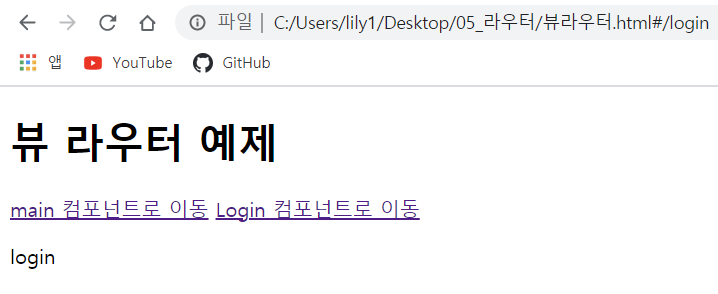 파일 | C:/Users/lily1/Desktop/05_라우터/뷰라우터.html#/login
앱 YouTube GitHub
뷰 라우터 예제
main 컴포넌트로 이동 Login 컴포넌트로 이동
login